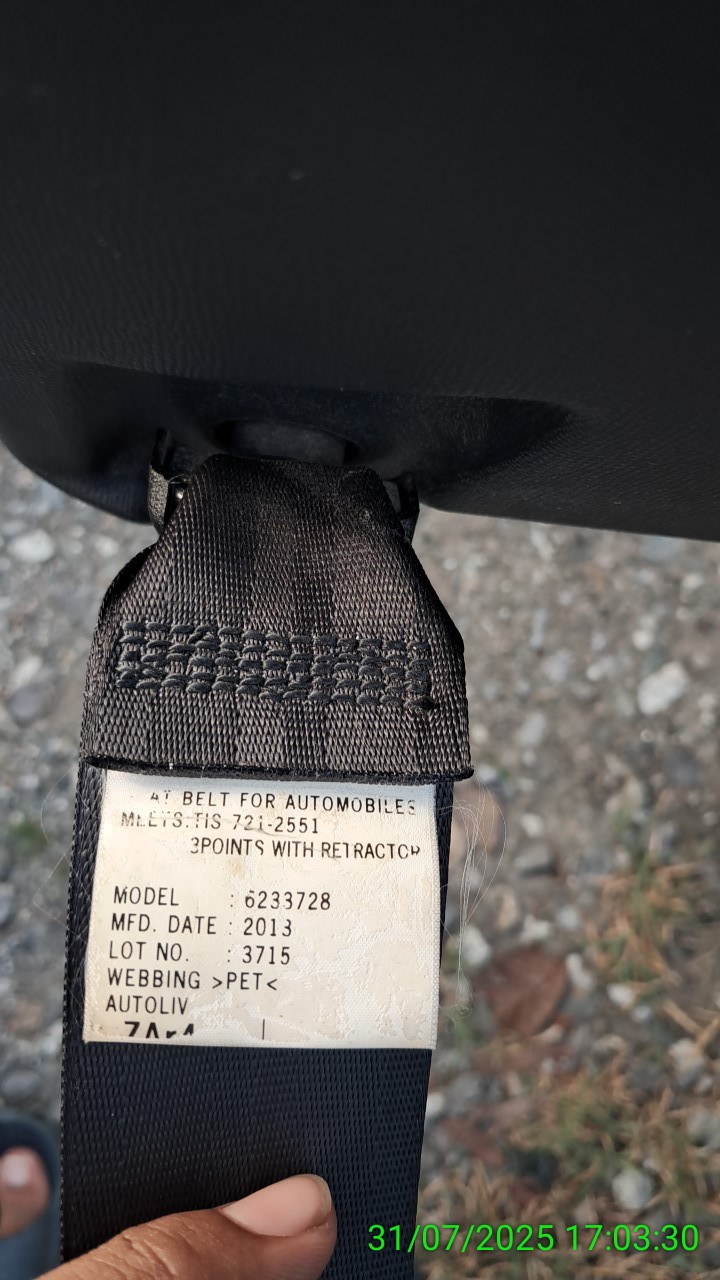 AT BELT FOR AUTOMOBILES
MEETS:TIS 721-2551
3POINTS WITH RETRACTOR
MODEL : 6233728
MFD. DATE : 2013
LOT NO. : 3715
WEBBING >PET<
AUTOLIV
31/07/2025 17:03:30